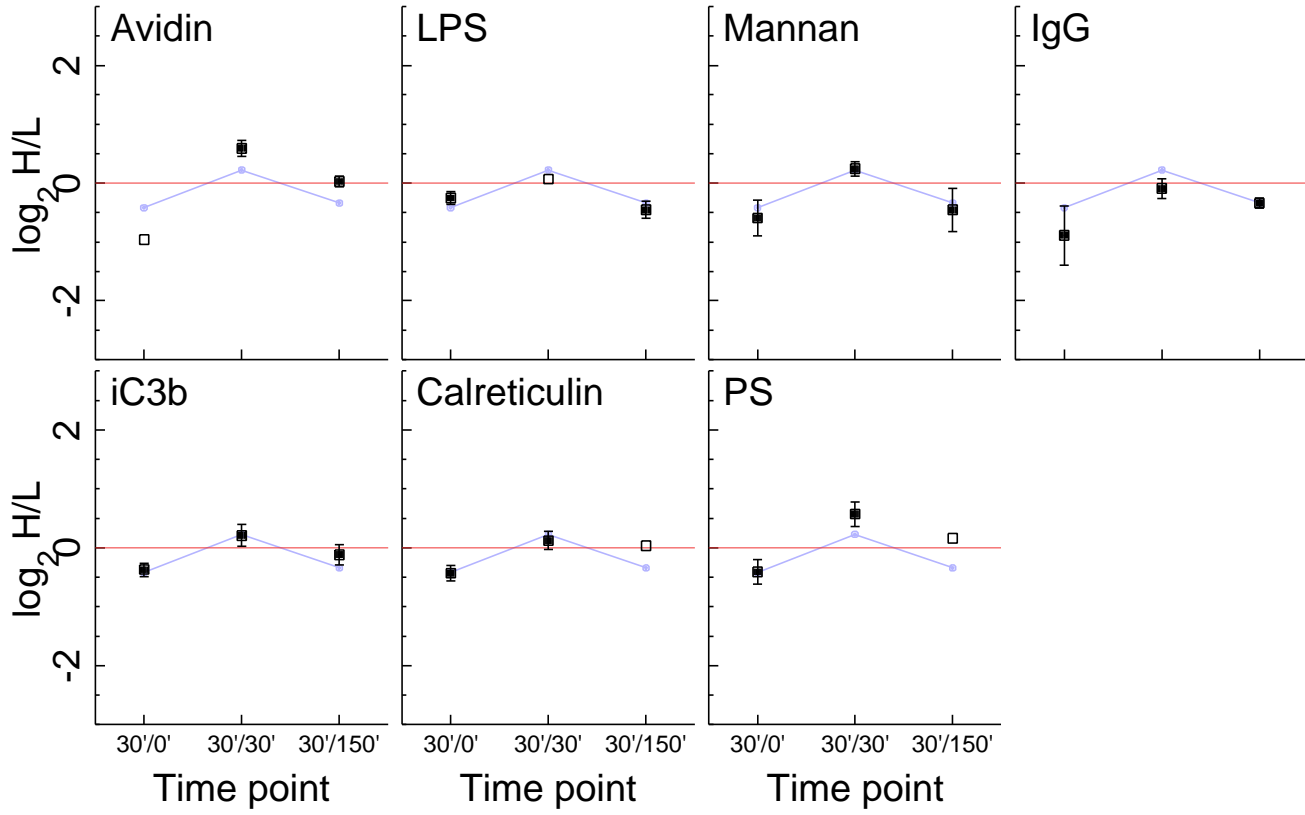 Avidin
LPS
Mannan
IgG
2
0
-2
log2 H/L
iC3b
Calreticulin
PS
2
0
-2
log2 H/L
30'/0' 30'/30' 30'/150'
30'/0' 30'/30' 30'/150'
30'/0' 30'/30' 30'/150'
Time point
Time point
Time point